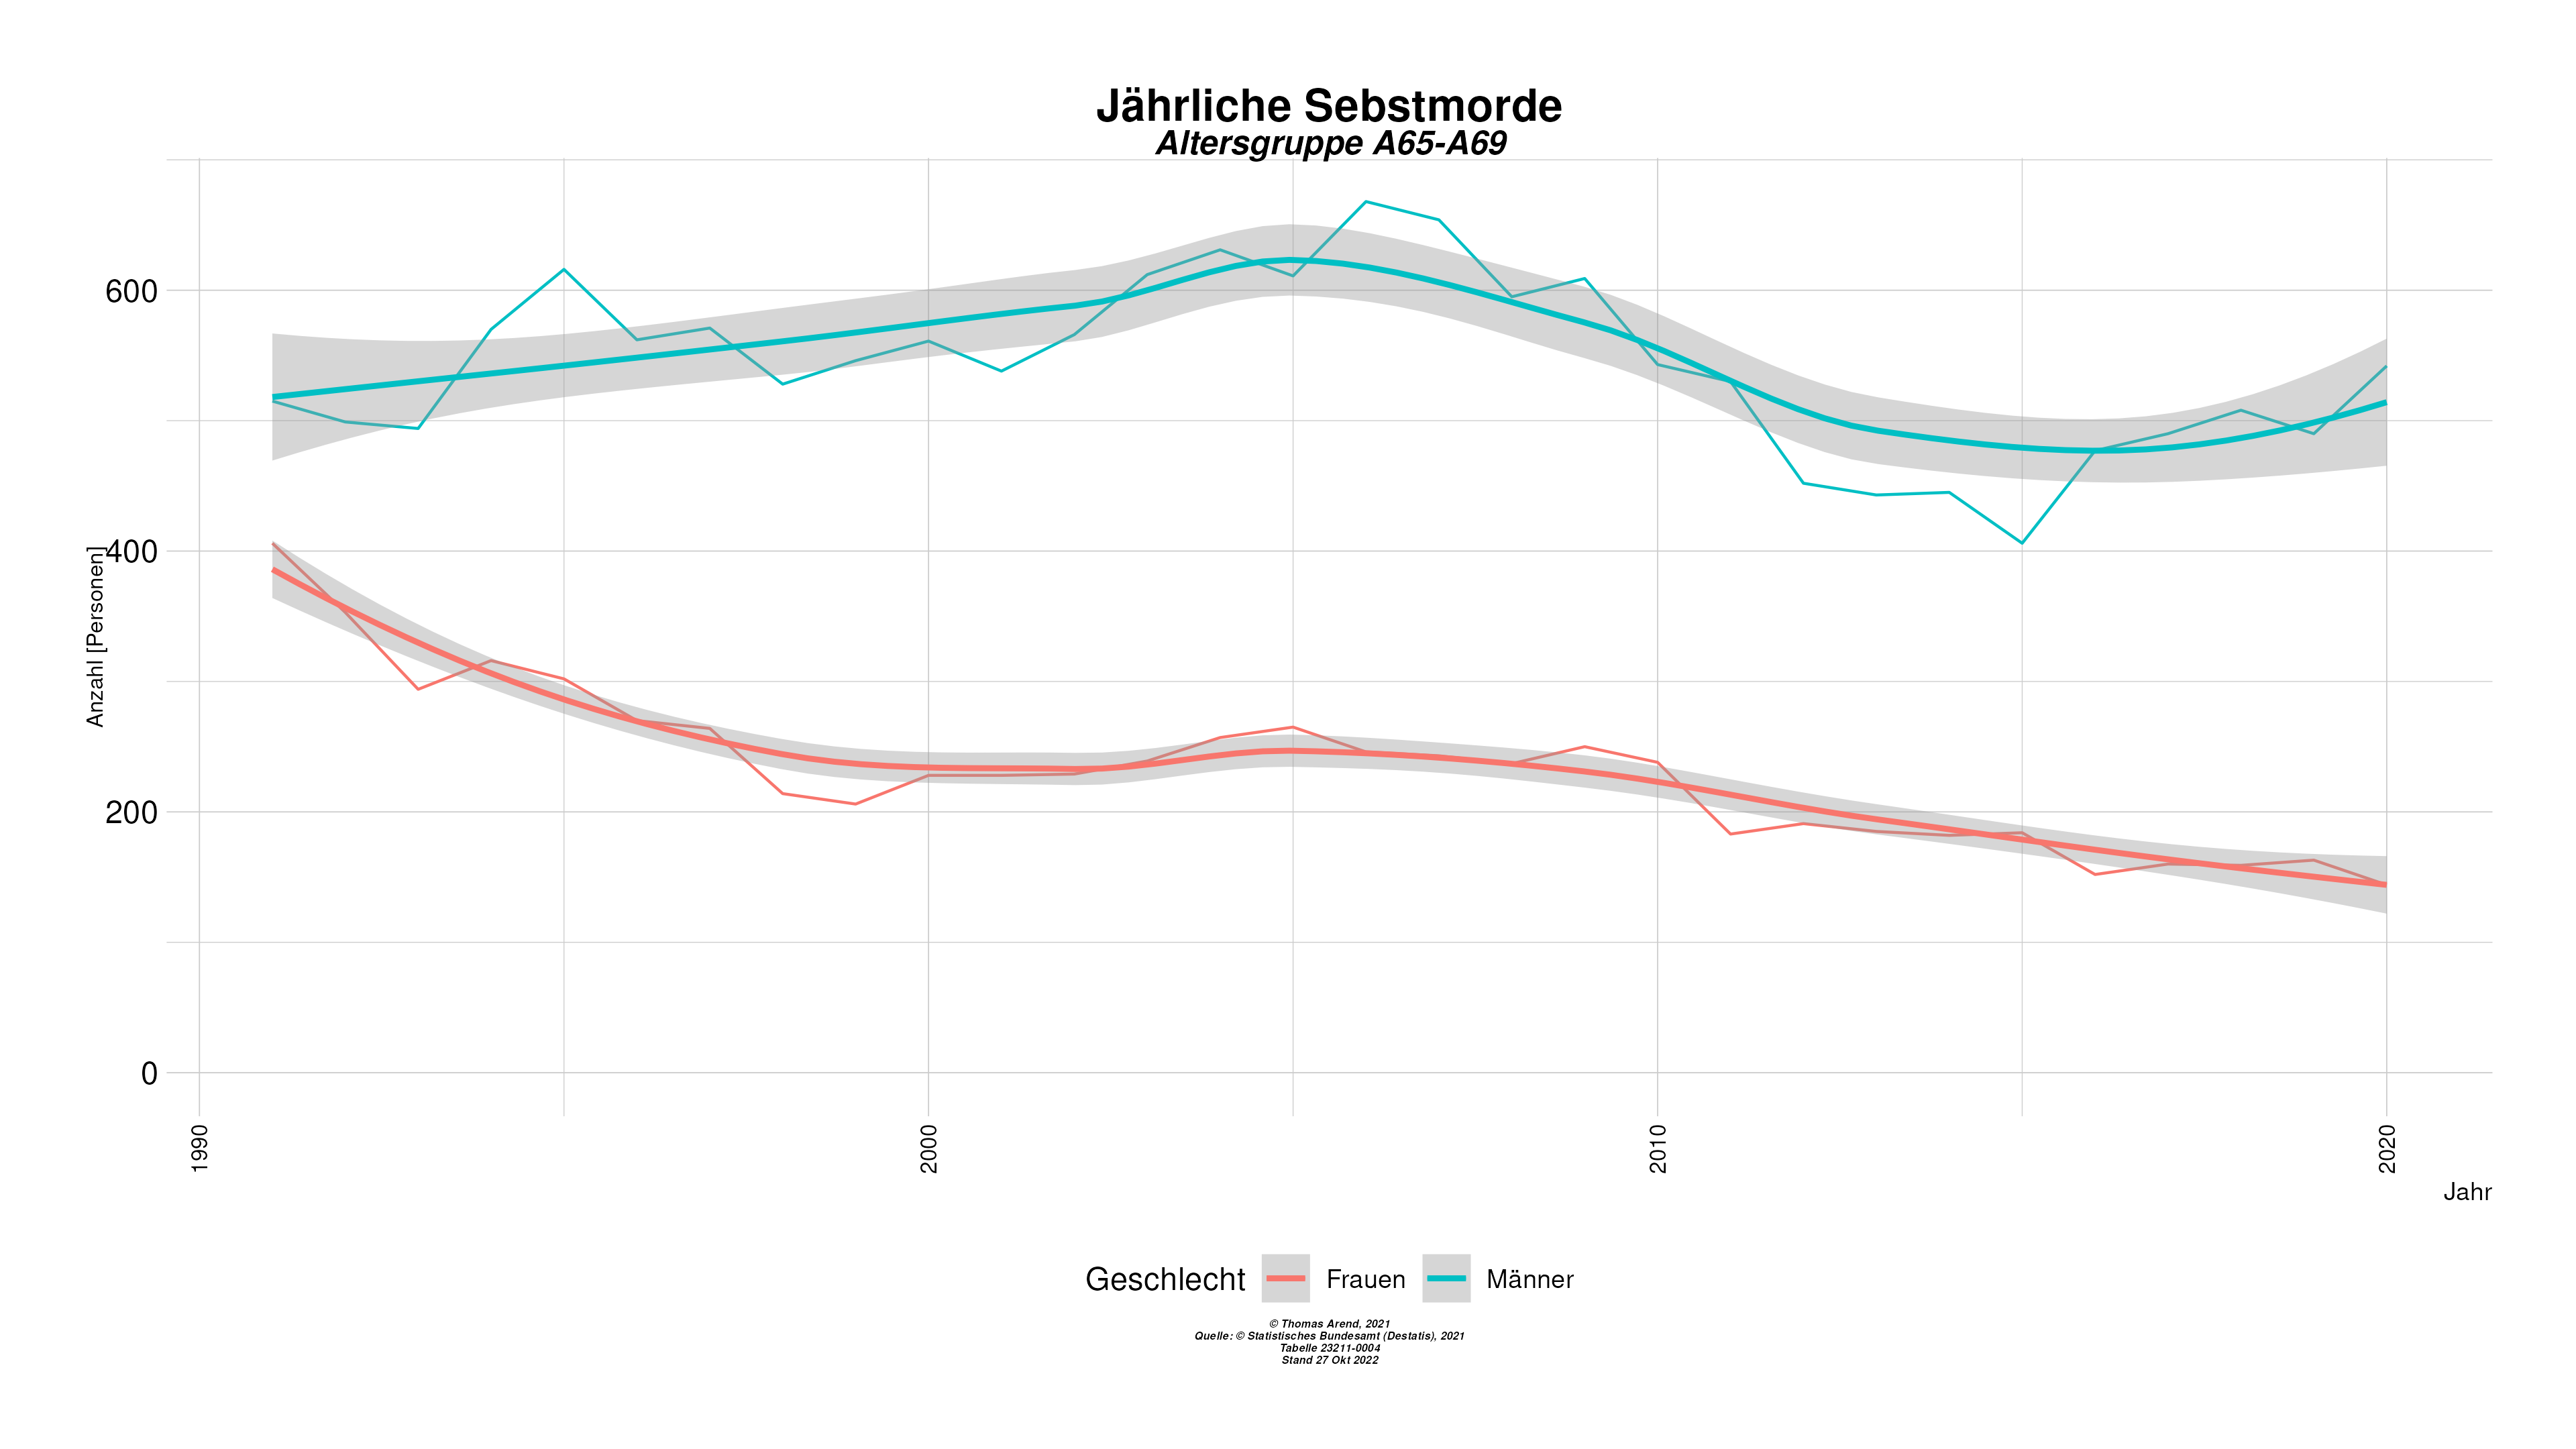 Jährliche Sebstmorde
Altersgruppe A65-A69
600
400
200
0
Anzahl [Personen]
1990
2000
2010
2020
Jahr
Geschlecht Frauen Männer
© Thomas Arend, 2021
Quelle: © Statistisches Bundesamt (Destatis), 2021
Tabelle 23211-0004
Stand 27 Okt 2022